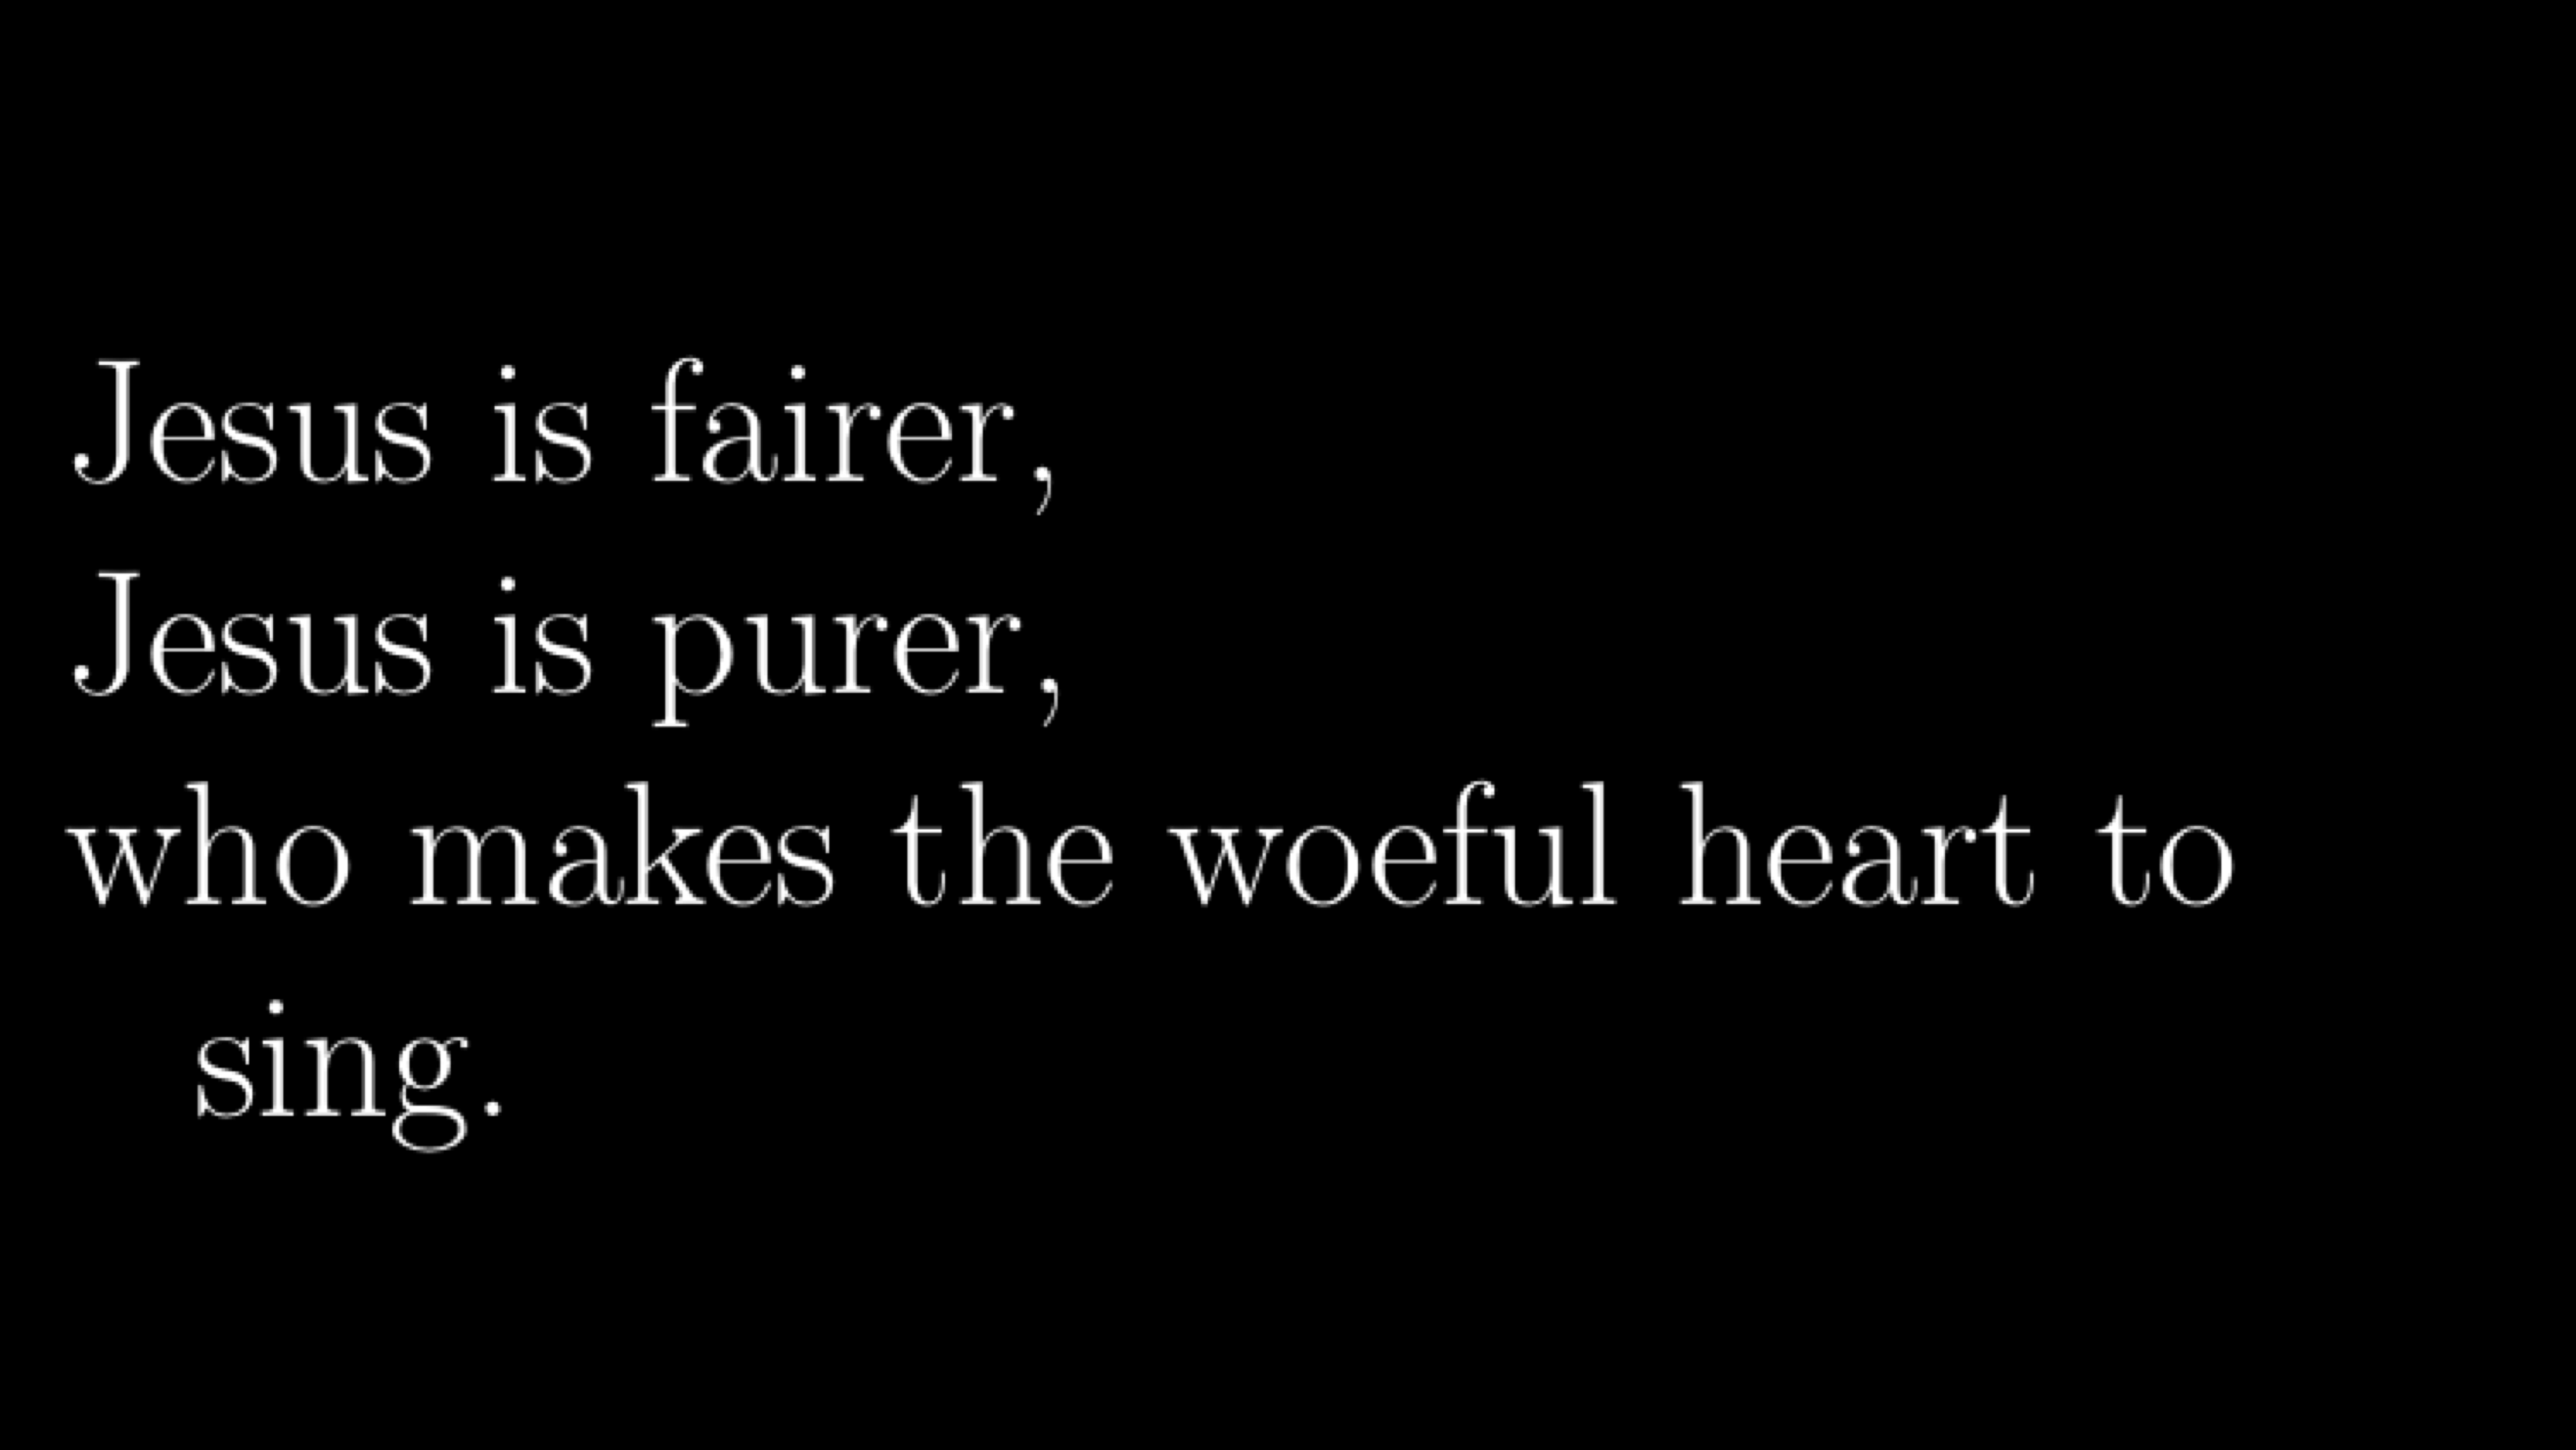 Jesus is fairer,
Jesus is purer,
who makes the woeful heart to
sing.